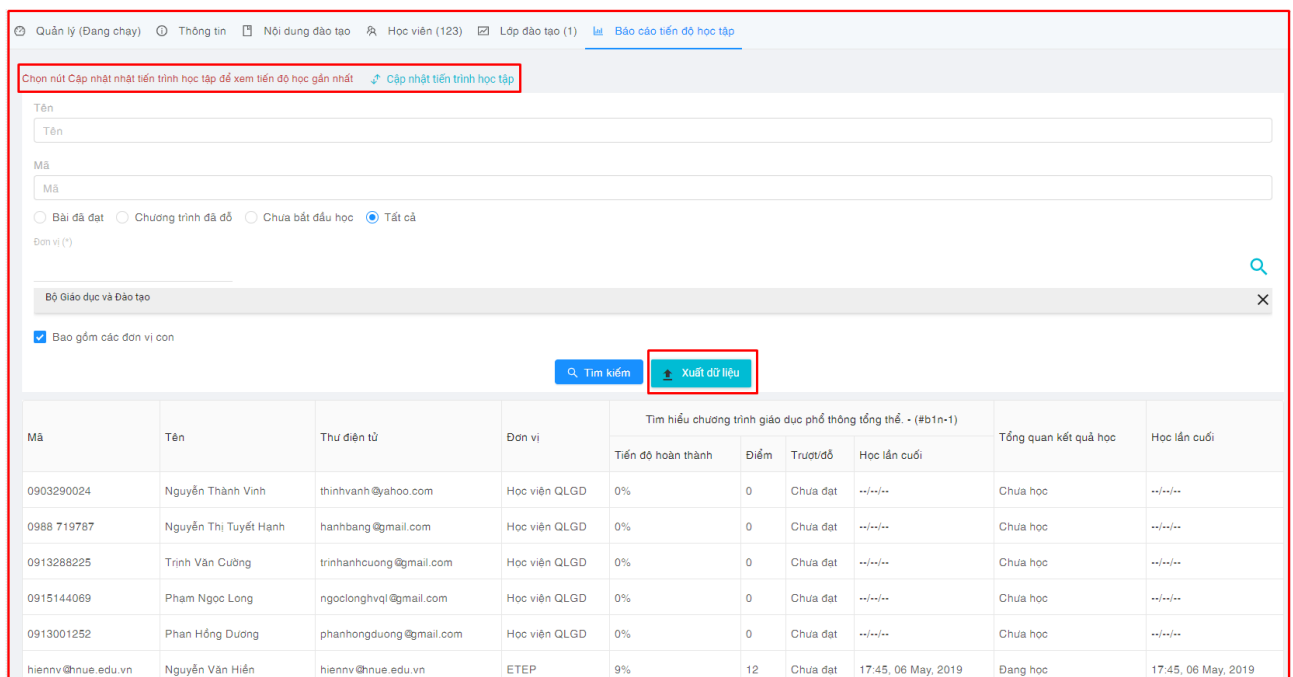 Quản lý (Đang chạy) Thông tin Nội dung đào tạo Học viên (123) Lớp đào tạo (1) Báo cáo tiến độ học tập
Chọn nút Cập nhật nhật tiến trình học tập để xem tiến độ học gần nhất Cập nhật tiến trình học tập
Tên
Tên
Mã
Mã
Bài đã đạt Chương trình đã đỗ Chưa bắt đầu học Tất cả
Đơn vị (*)
Bộ Giáo dục và Đào tạo
Bao gồm các đơn vị con
Tìm kiếm Xuất dữ liệu
Mã Tên Thư điện tử Đơn vị Tìm hiểu chương trình giáo dục phổ thông tổng thể. - (#b1n-1) Tổng quan kết quả học Học lần cuối
Tiến độ hoàn thành Điểm Trượt/đỗ Học lần cuối
0903290024 Nguyễn Thành Vinh thinhvanh@yahoo.com Học viện QLGD 0% 0 Chưa đạt --/--/-- Chưa học --/--/--
0988 719787 Nguyễn Thị Tuyết Hạnh hanhbang@gmail.com Học viện QLGD 0% 0 Chưa đạt --/--/-- Chưa học --/--/--
0913288225 Trịnh Văn Cường trinhanhcuong@gmail.com Học viện QLGD 0% 0 Chưa đạt --/--/-- Chưa học --/--/--
0915144069 Phạm Ngọc Long ngoclonghvql@gmail.com Học viện QLGD 0% 0 Chưa đạt --/--/-- Chưa học --/--/--
0913001252 Phan Hồng Dương phanhongduong@gmail.com Học viện QLGD 0% 0 Chưa đạt --/--/-- Chưa học --/--/--
hiennv@hnue.edu.vn Nguyễn Văn Hiền hiennv@hnue.edu.vn ETEP 9% 12 Chưa đạt 17:45, 06 May, 2019 Đang học 17:45, 06 May, 2019